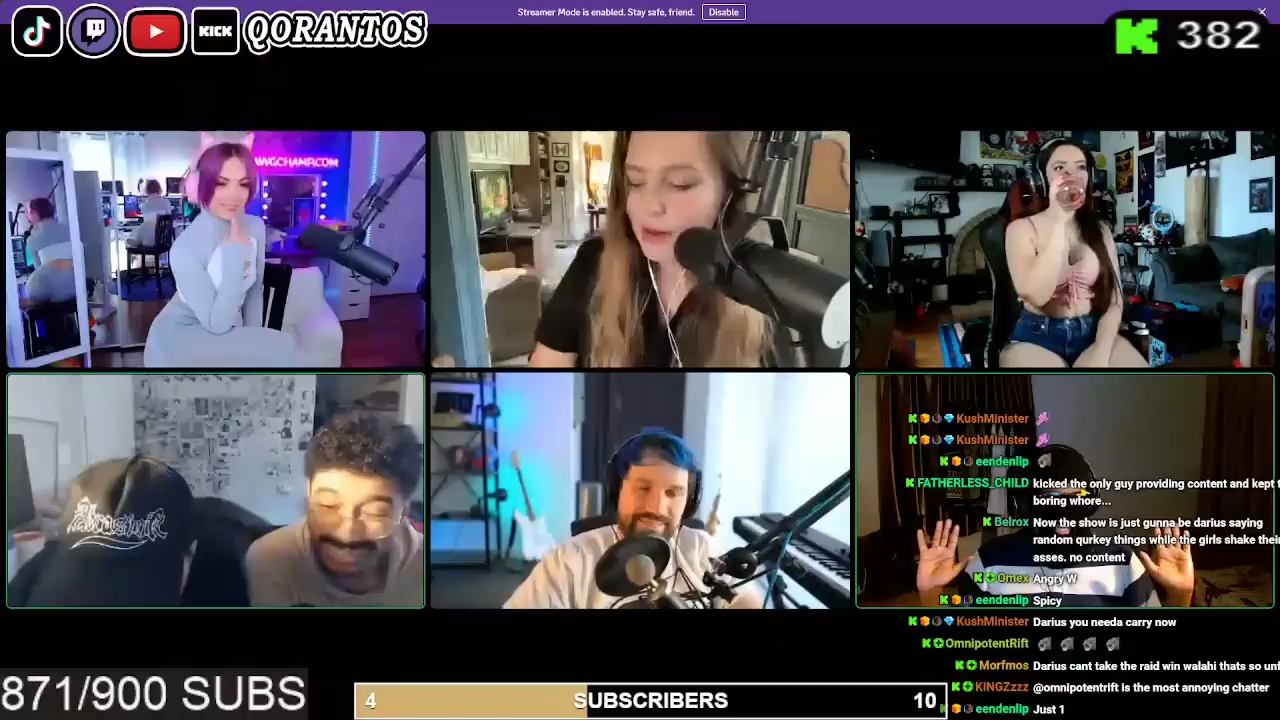 Streamer Mode is enabled. Stay safe, friend. Disable
KICK QORANTOS
382
AWGCHAMP.COM
KushMinister
KushMinister
eendenlip
FATHERLESS_CHILD kicked the only guy providing content and kept t
boring whore...
Belrox Now the show is just gunna be darius saying
random qurkey things while the girls shake thei
asses. no content
Omex Angry W
eendenlip Spicy
KushMinister Darius you needa carry now
OmnipotentRift
Morfmos Darius cant take the raid win walahi thats so unf
KINGZzzz @omnipotentrift is the most annoying chatter
eendenlip Just 1
871/900 SUBS
4 SUBSCRIBERS 10